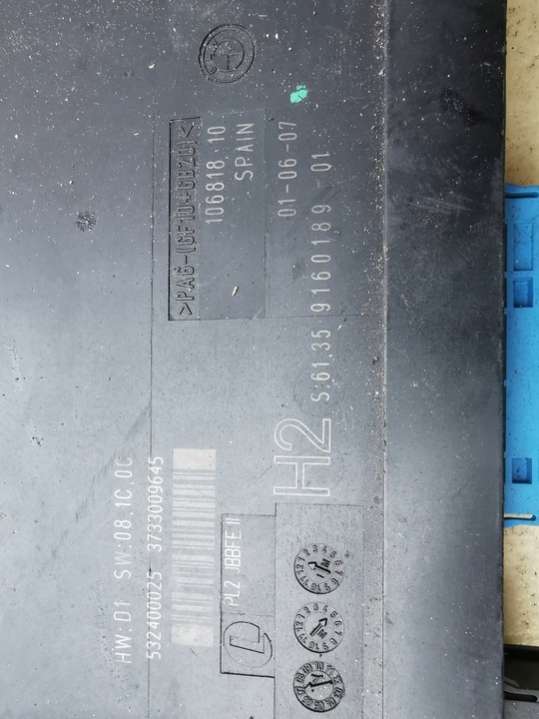 HW:D1 SW:08.1C.0C
532400025 3733009645
>PA6-(GF10+GB20)<
106818.10
SPAIN
PL2 JBBFE II
01-06-07
H2 S:61.35 9160189 01